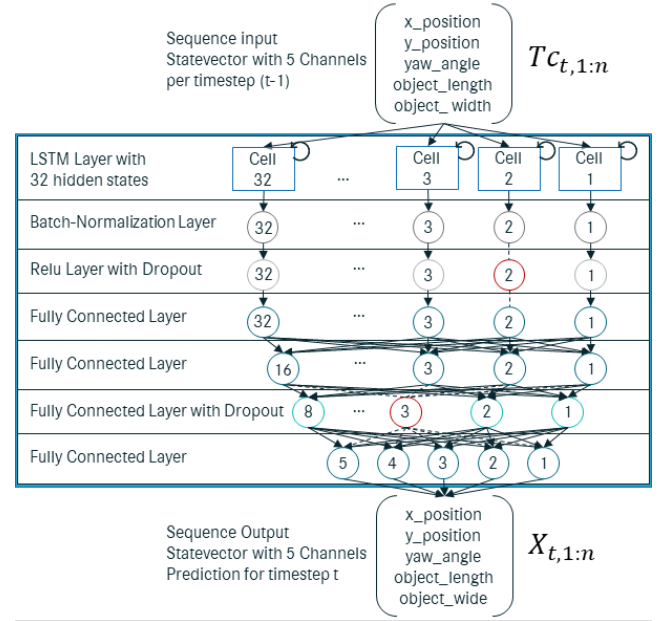 Sequence input
Statevector with 5 Channels
per timestep (t-1)
x_position
y_position
yaw_angle
object_length
object_ width
Tc t,1:n
LSTM Layer with
32 hidden states
Cell 32 ... Cell 3 Cell 2 Cell 1
Batch-Normalization Layer 32 ... 3 2 1
Relu Layer with Dropout 32 ... 3 2 1
Fully Connected Layer 32 ... 3 2 1
Fully Connected Layer 16 ... 3 2 1
Fully Connected Layer with Dropout 8 ... 3 2 1
Fully Connected Layer 5 4 3 2 1
Sequence Output
Statevector with 5 Channels
Prediction for timestep t
x_position
y_position
yaw_angle
object_length
object_wide
X t,1:n